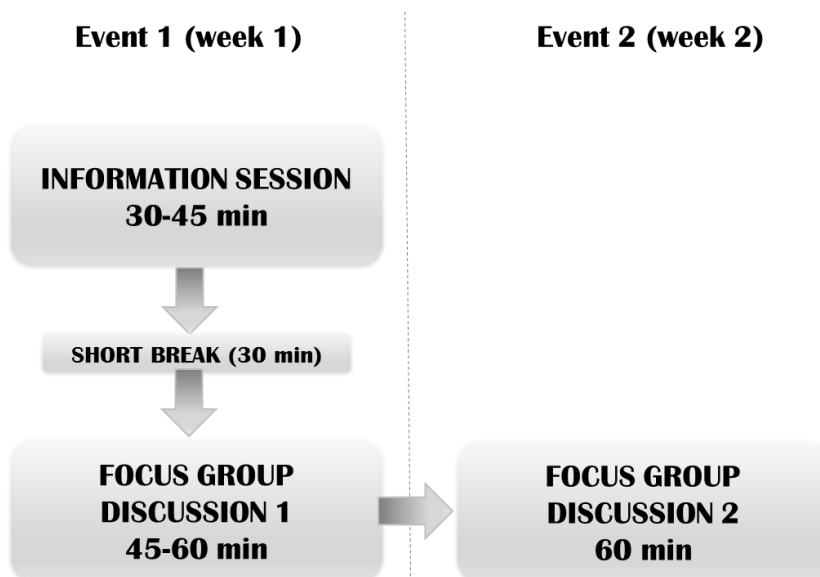 Event 1 (week 1)
Event 2 (week 2)
INFORMATION SESSION
30-45 min
SHORT BREAK (30 min)
FOCUS GROUP
DISCUSSION 1
45-60 min
FOCUS GROUP
DISCUSSION 2
60 min